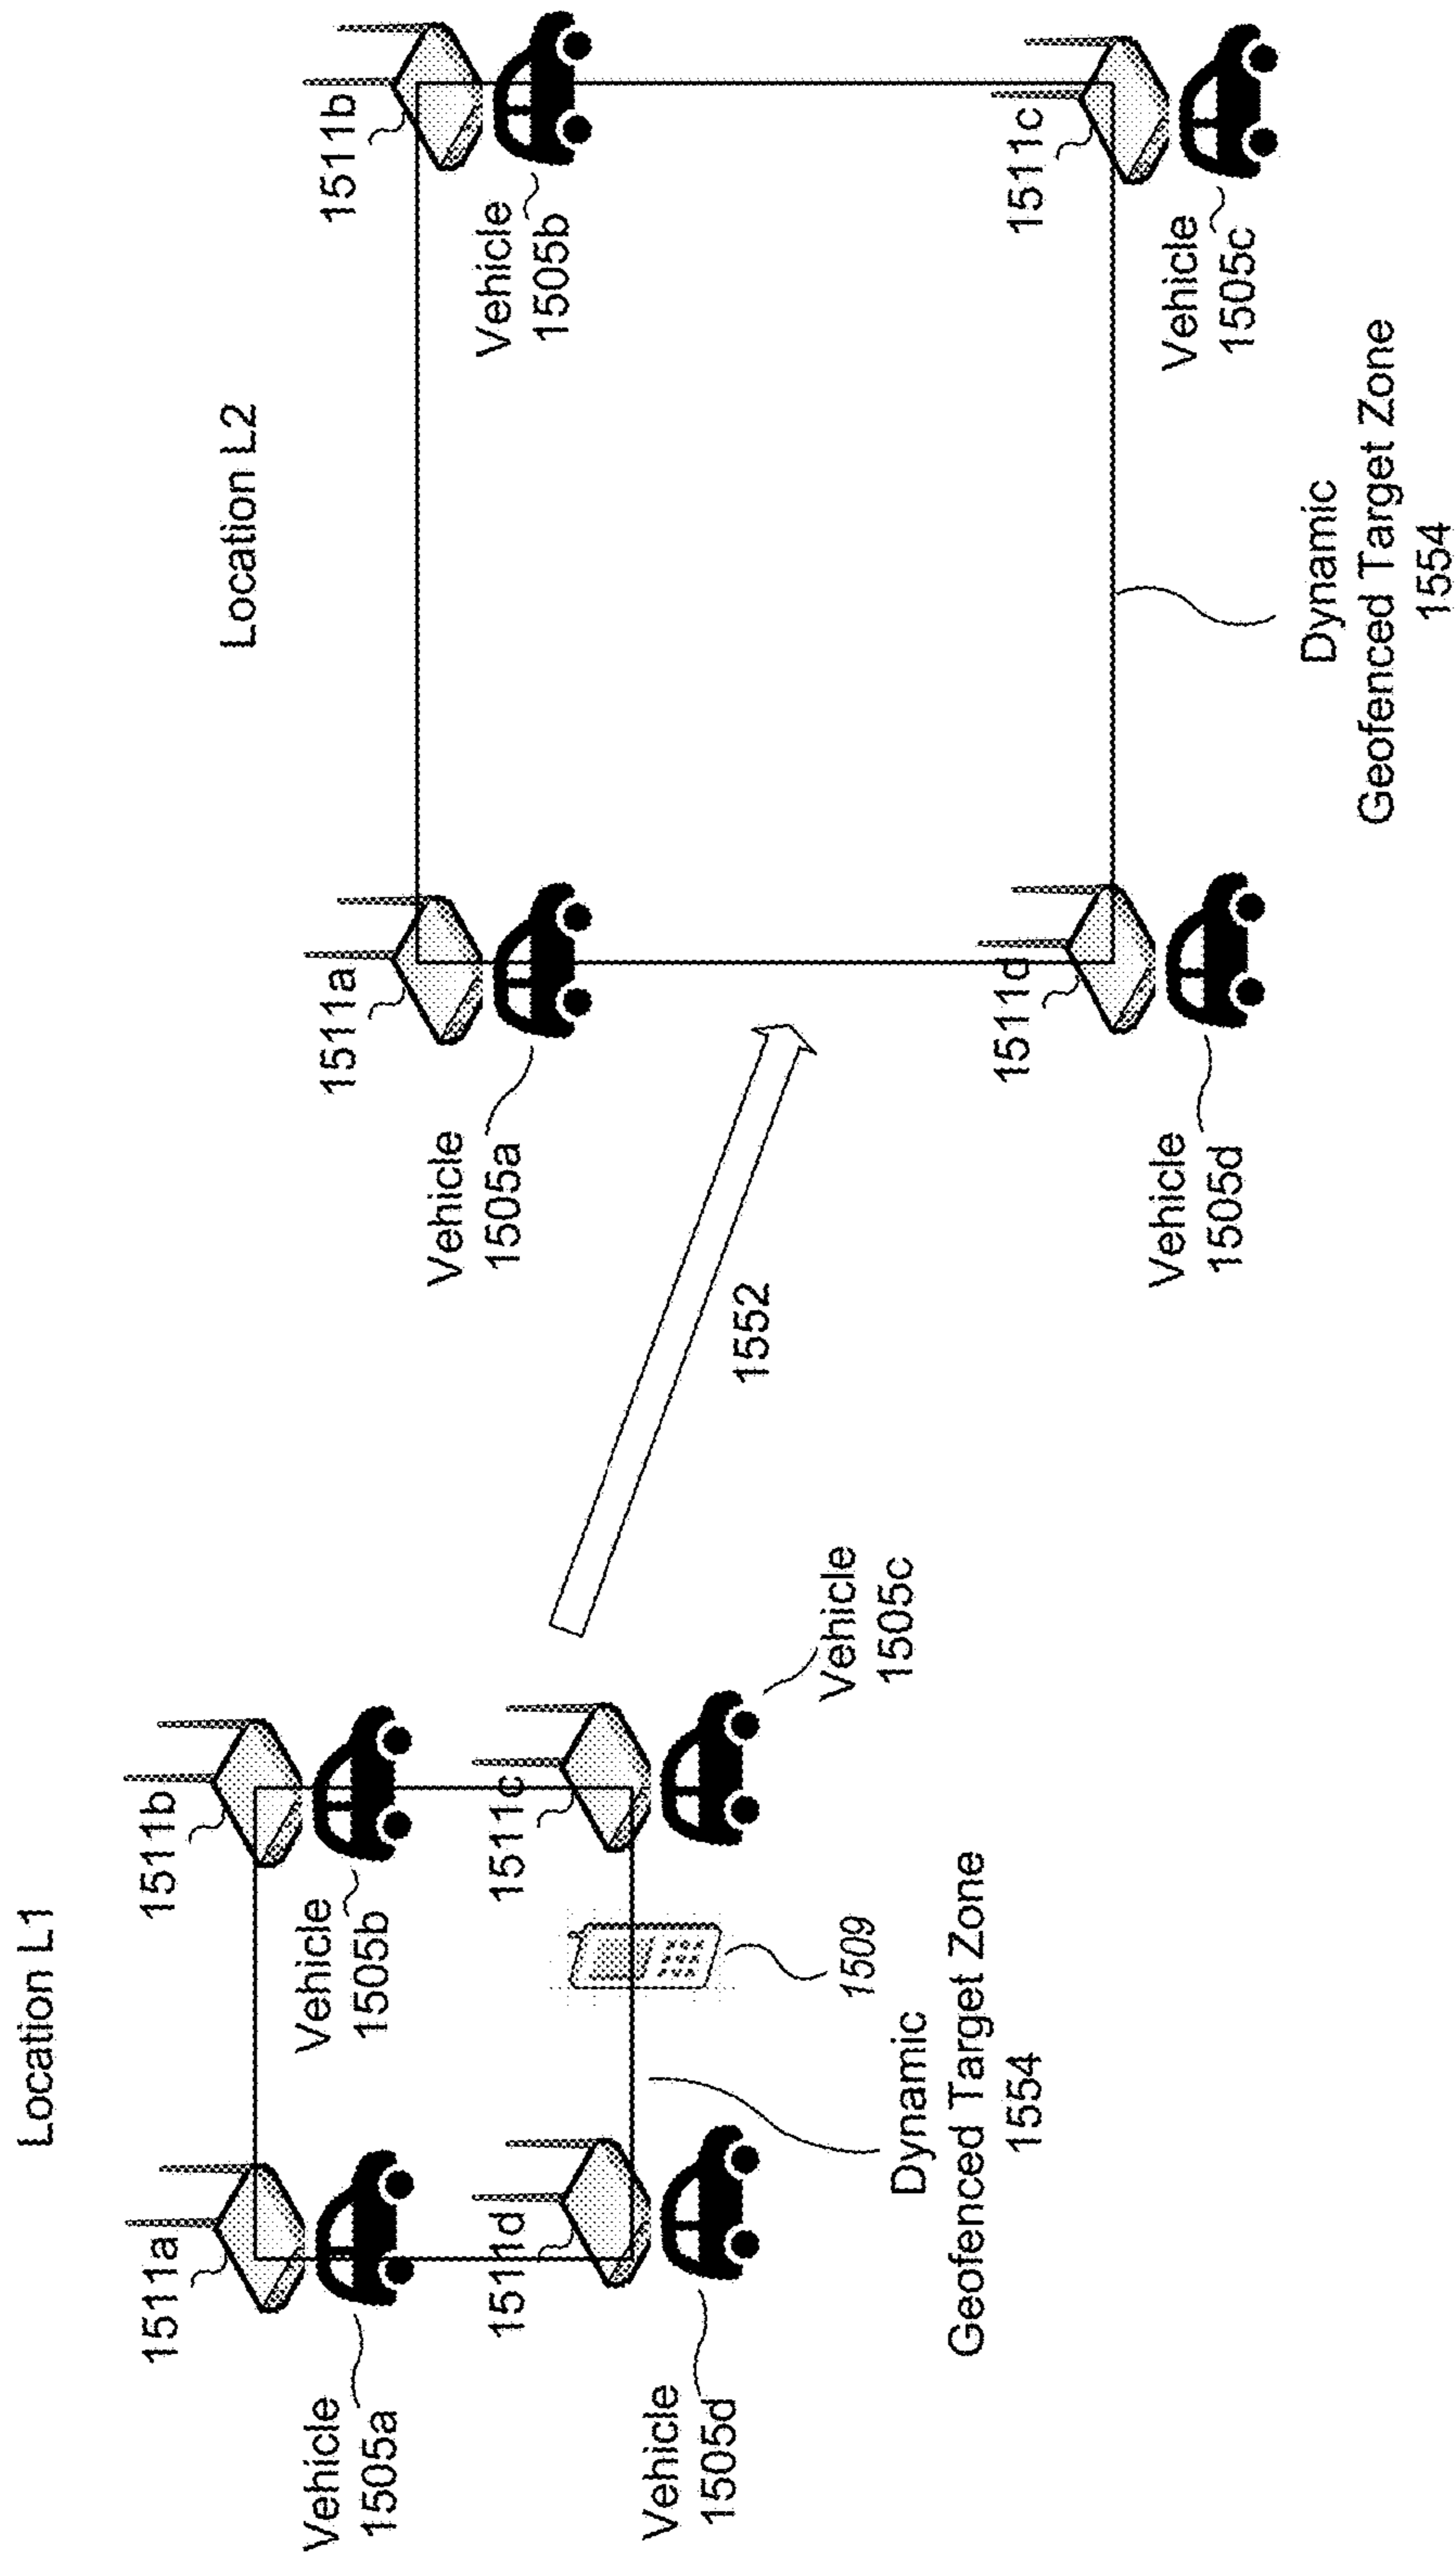 Location L1
1511a
1511b
Vehicle
1505a
Vehicle
1505b
1511d
1511c
Vehicle
1505d
Vehicle
1505c
1509
Dynamic
Geofenced Target Zone
1554
1552
Location L2
1511a
1511b
Vehicle
1505a
Vehicle
1505b
1511d
1511c
Vehicle
1505d
Vehicle
1505c
Dynamic
Geofenced Target Zone
1554